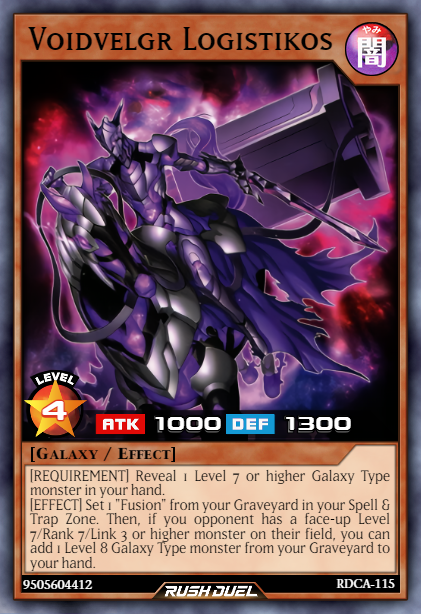 Voidvelgr Logistikos
やみ
闇
LEVEL
4
ATK 1000 DEF 1300
[Galaxy / Effect]
[REQUIREMENT] Reveal 1 Level 7 or higher Galaxy Type
monster in your hand.
[EFFECT] Set 1 "Fusion" from your Graveyard in your Spell &
Trap Zone. Then, if you opponent has a face-up Level
7/Rank 7/Link 3 or higher monster on their field, you can
add 1 Level 8 Galaxy Type monster from your Graveyard to
your hand.
9505604412
RUSH DUEL
RDCA-115